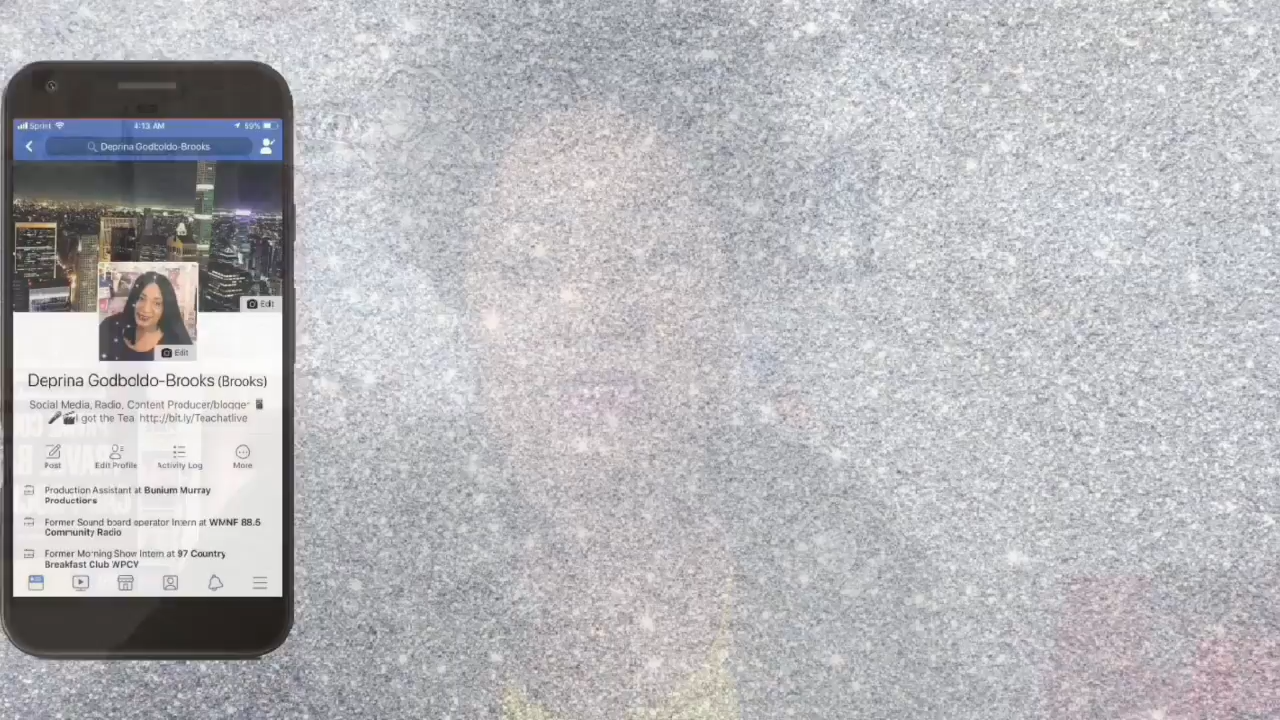 Sprint 4:13 AM 59%
Deprina Godboldo-Brooks
Edit
Edit
Deprina Godboldo-Brooks (Brooks)
Social Media, Radio, Content Producer/blogger
I got the Tea http://bit.ly/Teachatlive
Post Edit Profile Activity Log More
Production Assistant at Bunium Murray
Productions
Former Sound board operator Intern at WMNF 88.5
Community Radio
Former Morning Show Intern at 97 Country
Breakfast Club WPCV